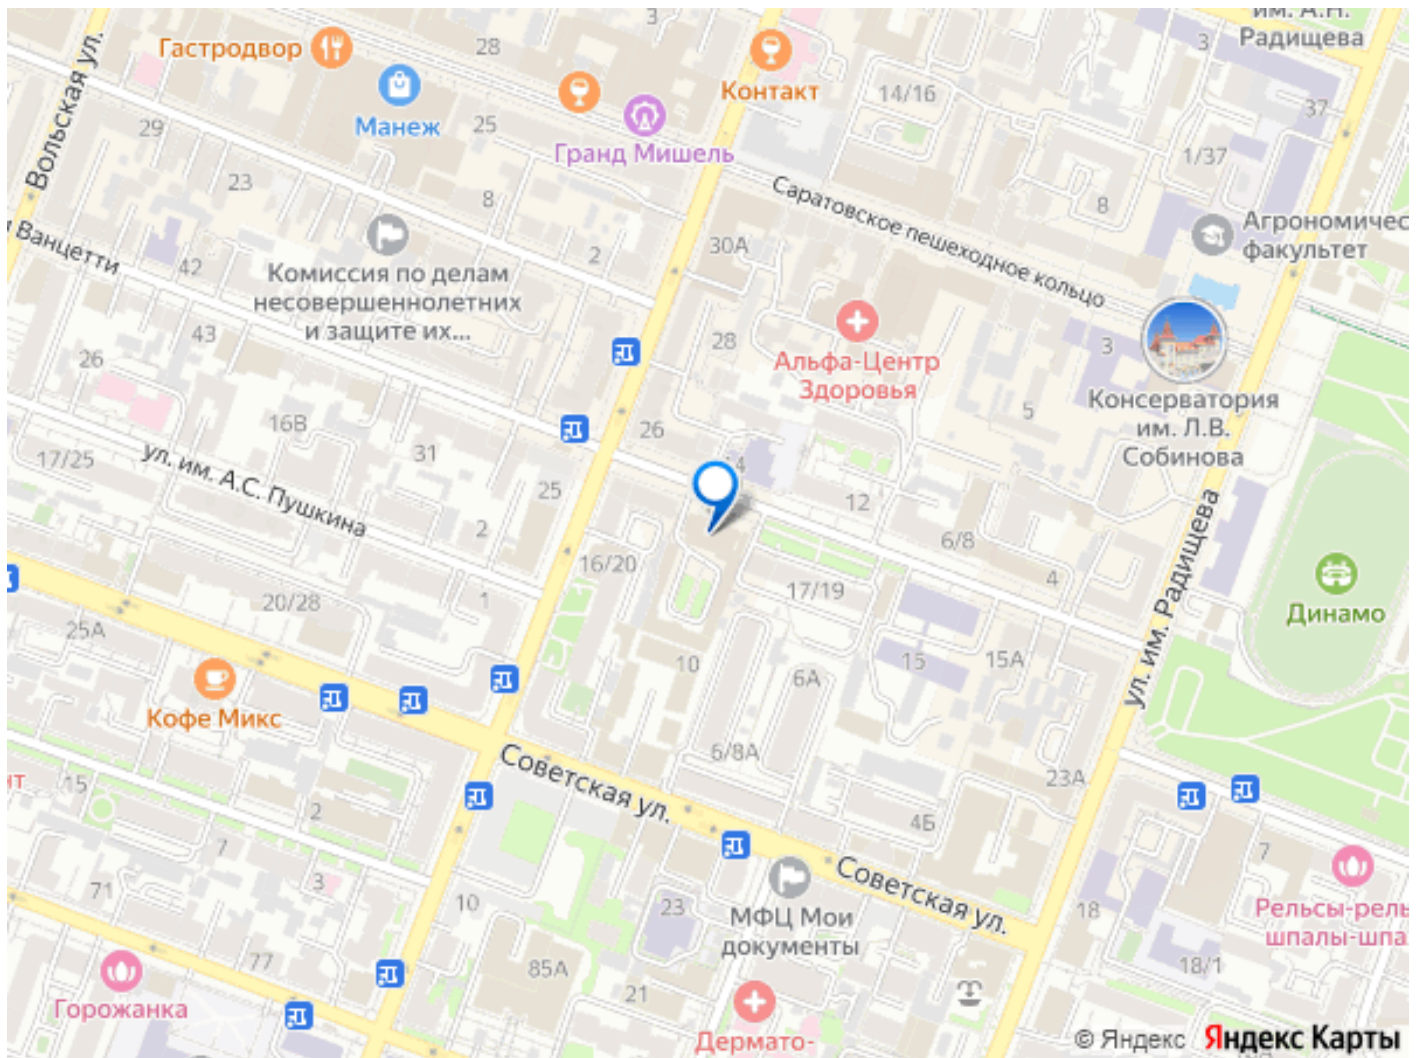 им. А.Н.
Радищева
3
3
28
Гастродвор
Контакт
14/16
37
Манеж
25
29
Гранд Мишель
1/37
Вольская ул.
23
8
Саратовское пешеходное кольцо
8
Агрономичес
факультет
и Ванцетти
42
2
30А
Комиссия по делам
несовершеннолетних
и защите их...
43
28
3
26
Альфа-Центр
Здоровья
Консерватория
им. Л.В.
Собинова
5
16В
26
31
17/25
ул. им. А.С. Пушкина
25
14
12
2
6/8
ул. им. Радищева
16/20
4
17/19
Динамо
20/28
1
25А
10
15
15А
6А
Кофе Микс
6/8А
Советская ул.
23А
нт
15
2
4Б
7
7
Советская ул.
3
71
10
23
МФЦ Мои
документы
18
Рельсы-рель
шпалы-шпа
77
85А
18/1
Горожанка
21
Дермато-
© Яндекс Яндекс Карты